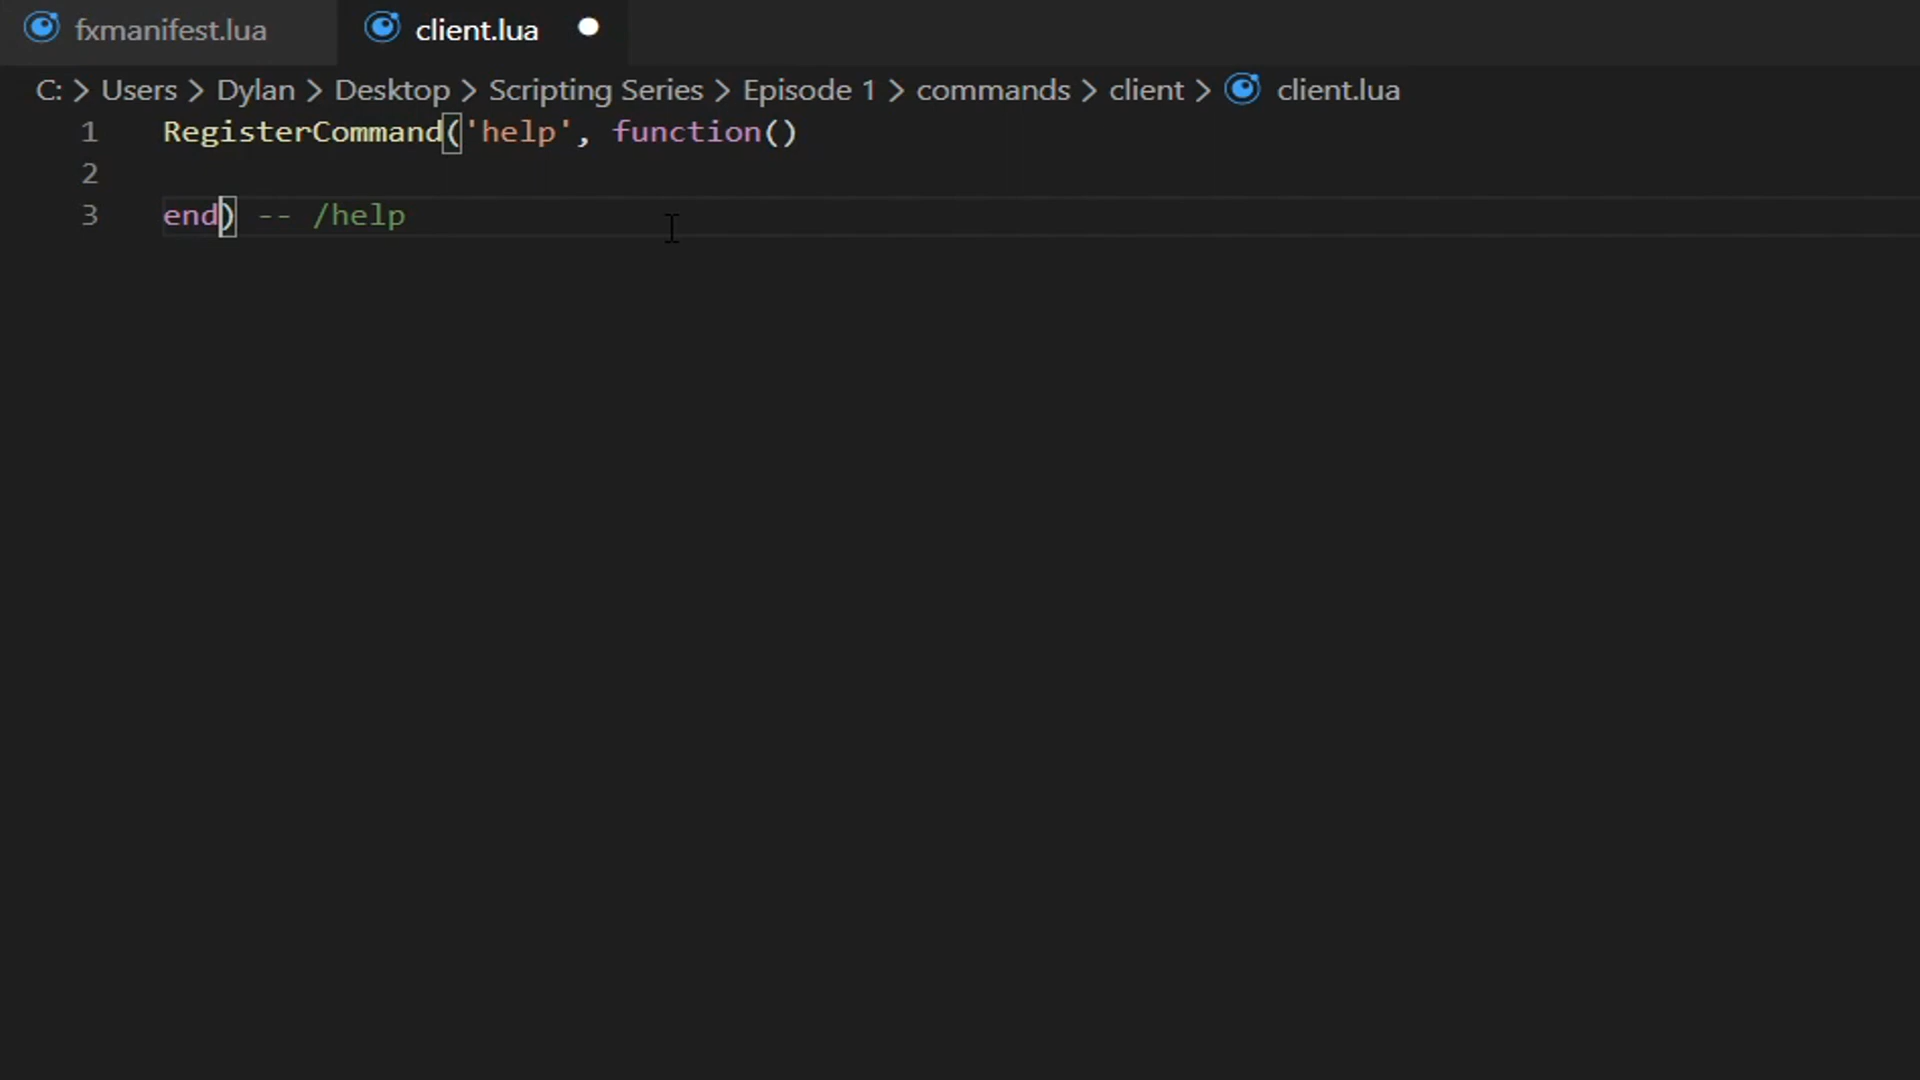 fxmanifest.lua
client.lua
C: > Users > Dylan > Desktop > Scripting Series > Episode 1 > commands > client > client.lua
1 RegisterCommand('help', function()
2
3 end) -- /help